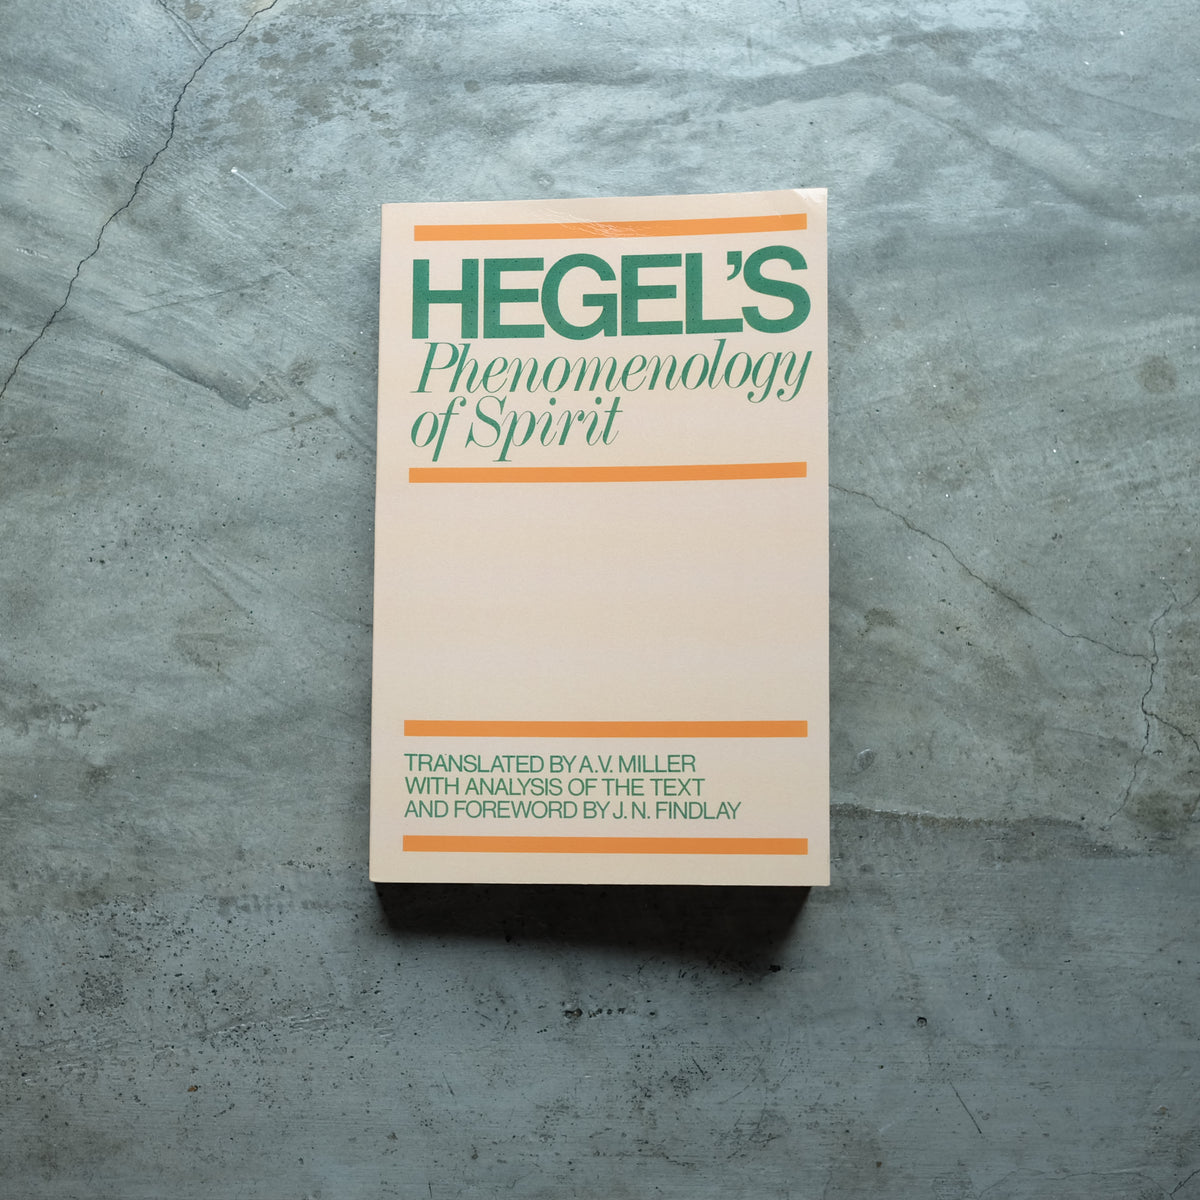 HEGEL'S
Phenomenology
of Spirit
TRANSLATED BY A.V. MILLER
WITH ANALYSIS OF THE TEXT
AND FOREWORD BY J. N. FINDLAY